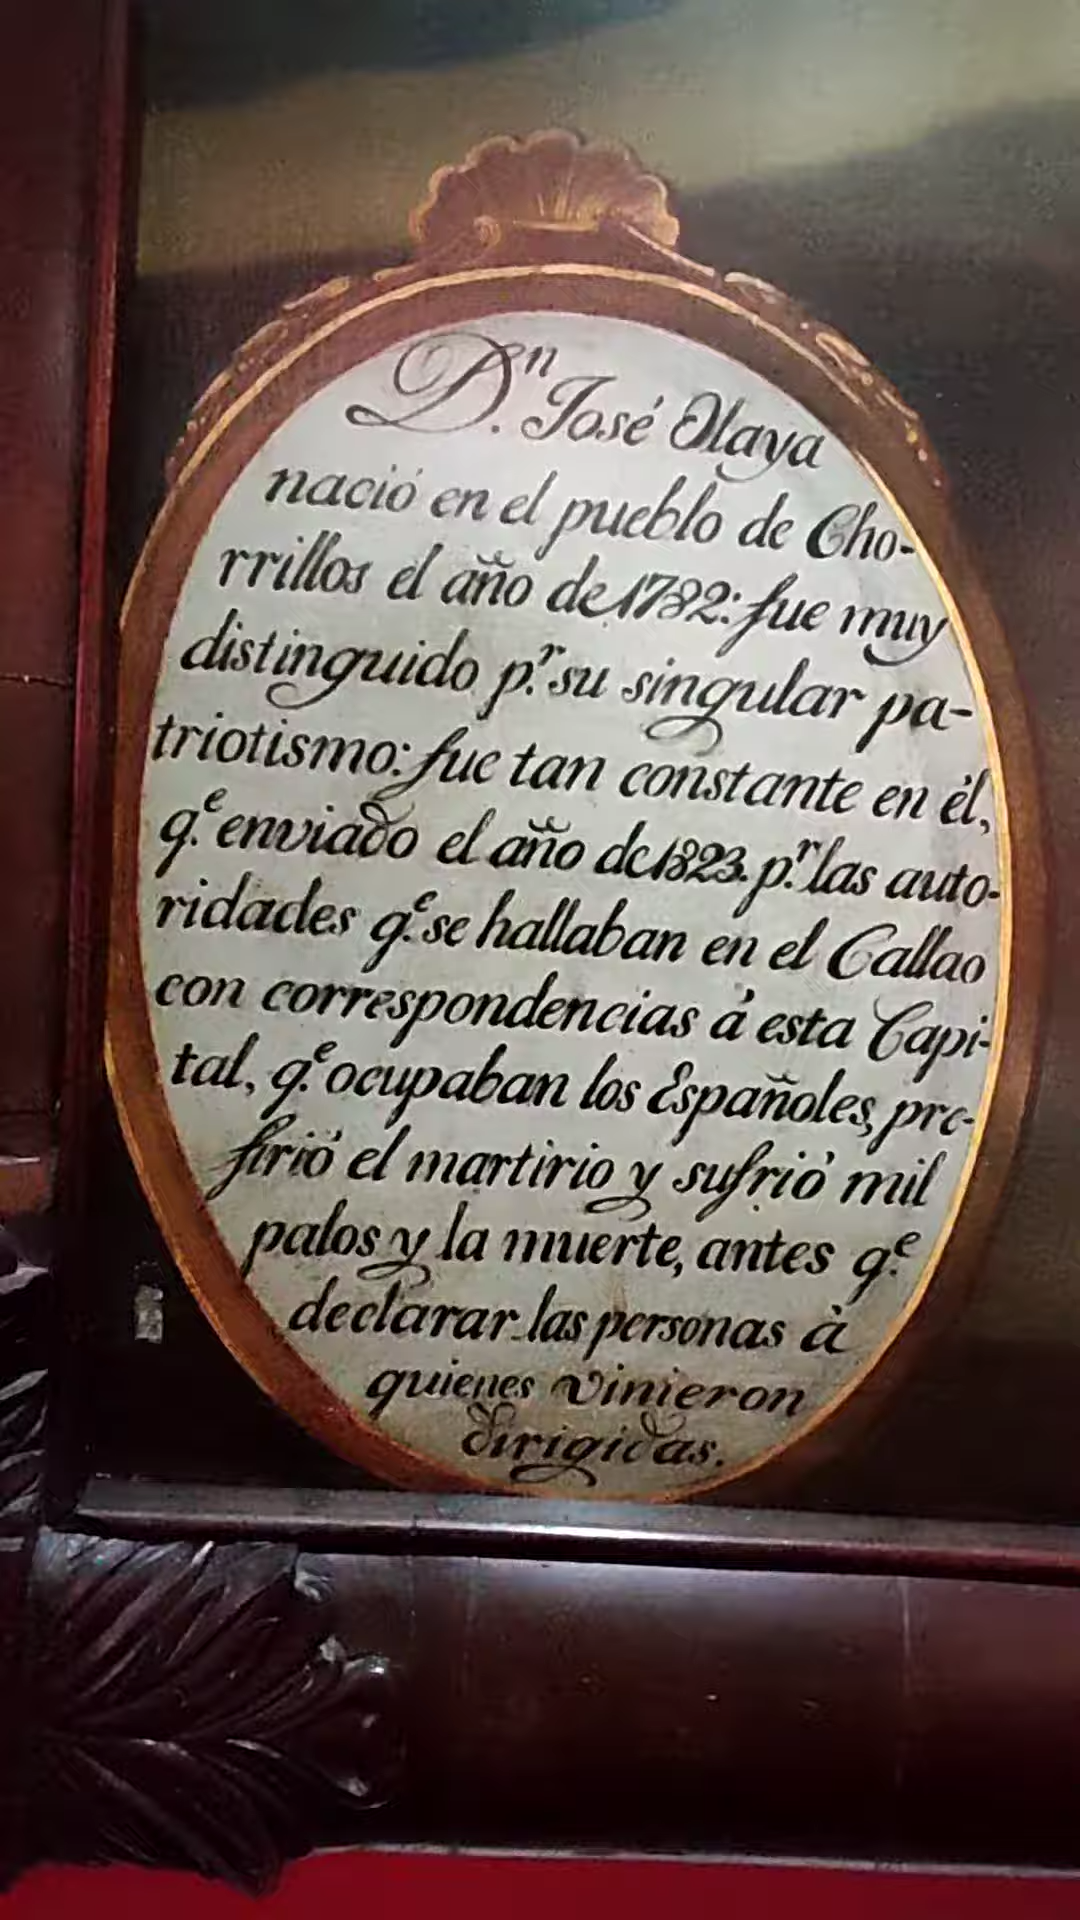 Dn. José Olaya
nació en el pueblo de Cho-
rrillos el año de 1782: fue muy
distinguido pr. su singular pa-
triotismo: fue tan constante en él,
qe. enviado el año de 1823. pr. las auto-
ridades qe. se hallaban en el Callao
con correspondencias á esta Capi-
tal, qe. ocupaban los Españoles, pre-
firió el martirio y sufrió mil
palos y la muerte, antes qe.
declarar las personas à
quienes vinieron
dirigidas.